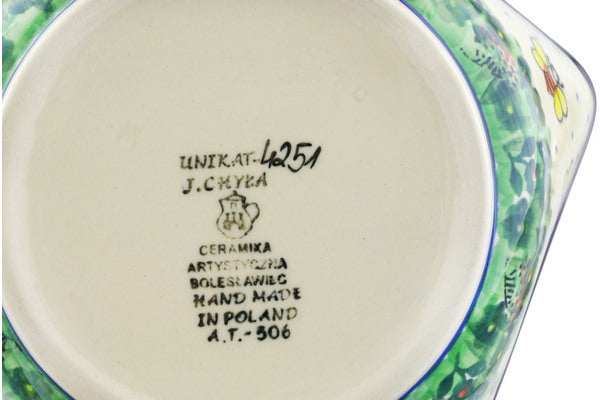 UNIKAT-4251
J. CHYŁA
CERAMIKA
ARTYSTYCZNA
BOLESŁAWIEC
HAND MADE
IN POLAND
A.T.-506